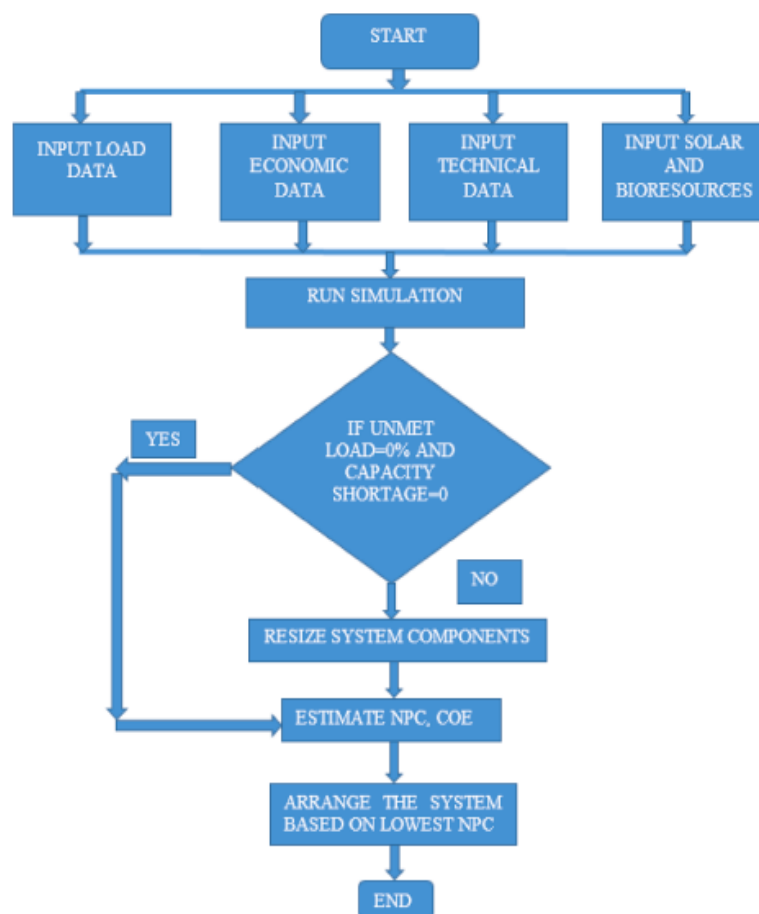 START
INPUT LOAD
DATA
INPUT
ECONOMIC
DATA
INPUT
TECHNICAL
DATA
INPUT SOLAR
AND
BIORESOURCES
RUN SIMULATION
IF UNMET
LOAD=0% AND
CAPACITY
SHORTAGE=0
YES
NO
RESIZE SYSTEM COMPONENTS
ESTIMATE NPC, COE
ARRANGE THE SYSTEM
BASED ON LOWEST NPC
END